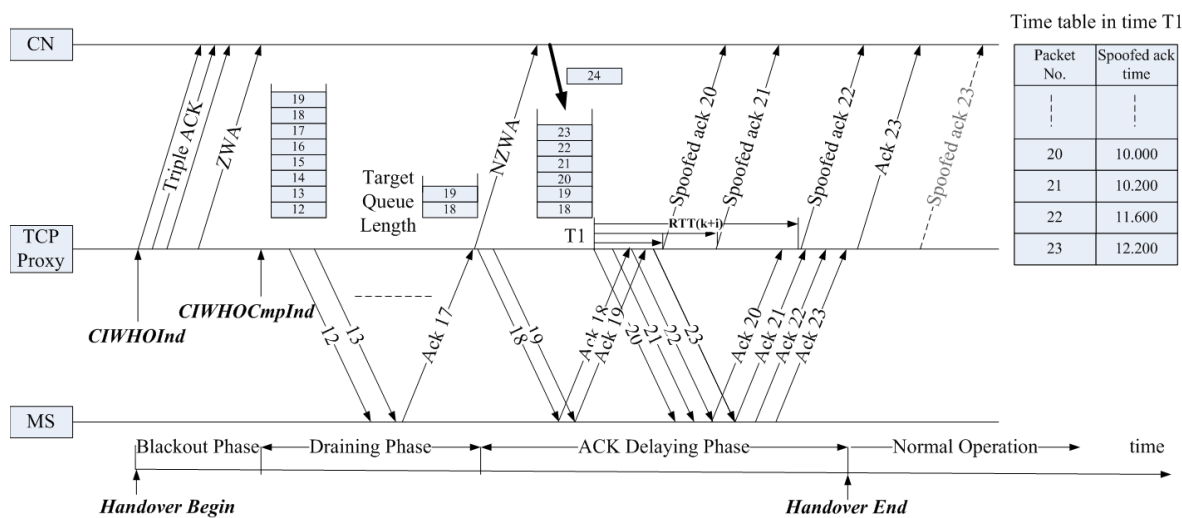 Time table in time T1
CN
TCP
Proxy
MS
Triple ACK
ZWA
19
18
17
16
15
14
13
12
Target
Queue
Length
19
18
NZWA
24
23
22
21
20
19
18
T1
RTT(k+i)
Spoofed ack 20
Spoofed ack 21
Spoofed ack 22
Ack 23
Spoofed ack 23
Packet No.
Spoofed ack time
20 10.000
21 10.200
22 11.600
23 12.200
CIWHOInd
CIWHOCmpInd
12
13
Ack 17
18
19
Ack 18
Ack 19
20
21
22
23
Ack 20
Ack 21
Ack 22
Ack 23
Blackout Phase
Draining Phase
ACK Delaying Phase
Normal Operation
time
Handover Begin
Handover End